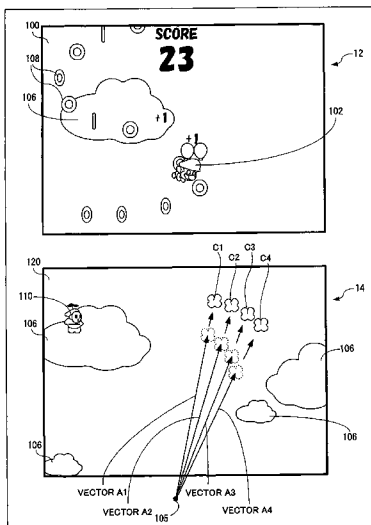 100
SCORE
23
12
108
106
+1
+1
102
C1
C2
C3
C4
120
110
14
106
106
106
106
VECTOR A1
VECTOR A3
VECTOR A2
VECTOR A4
105